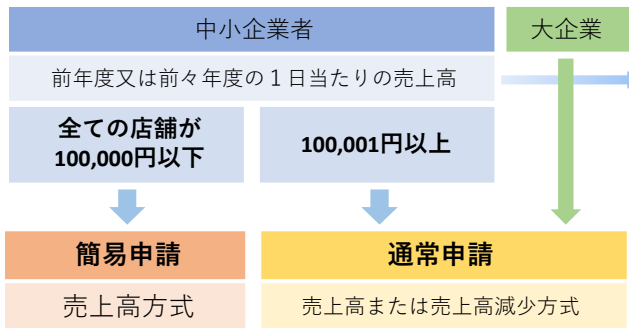 中小企業者
大企業
前年度又は前々年度の１日当たりの売上高
全ての店舗が
100,000円以下
100,001円以上
簡易申請
通常申請
売上高方式
売上高または売上高減少方式